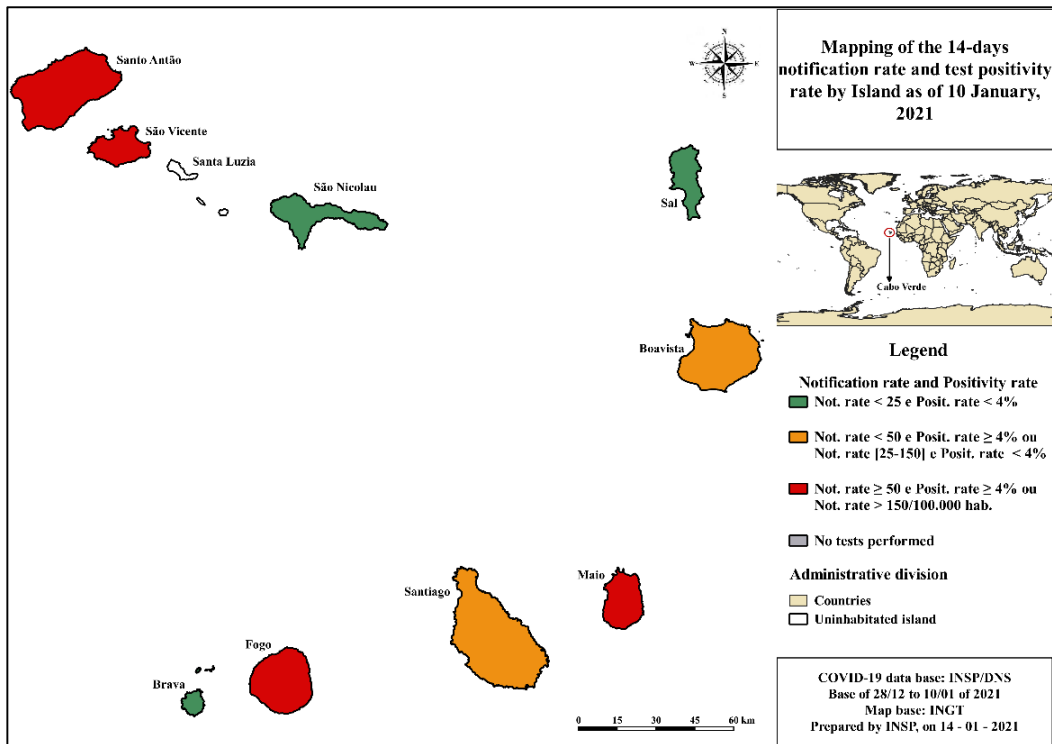 Mapping of the 14-days
notification rate and test positivity
rate by Island as of 10 January,
2021
N
W
E
S
Santo Antão
São Vicente
Santa Luzia
São Nicolau
Sal
Boavista
Maio
Santiago
Fogo
Brava
Cabo Verde
Legend
Notification rate and Positivity rate
Not. rate < 25 e Posit. rate < 4%
Not. rate < 50 e Posit. rate ≥ 4% ou
Not. rate [25-150] e Posit. rate < 4%
Not. rate ≥ 50 e Posit. rate ≥ 4% ou
Not. rate > 150/100.000 hab.
No tests performed
Administrative division
Countries
Uninhabitated island
0 15 30 45 60 km
COVID-19 data base: INSP/DNS
Base of 28/12 to 10/01 of 2021
Map base: INGT
Prepared by INSP, on 14 - 01 - 2021